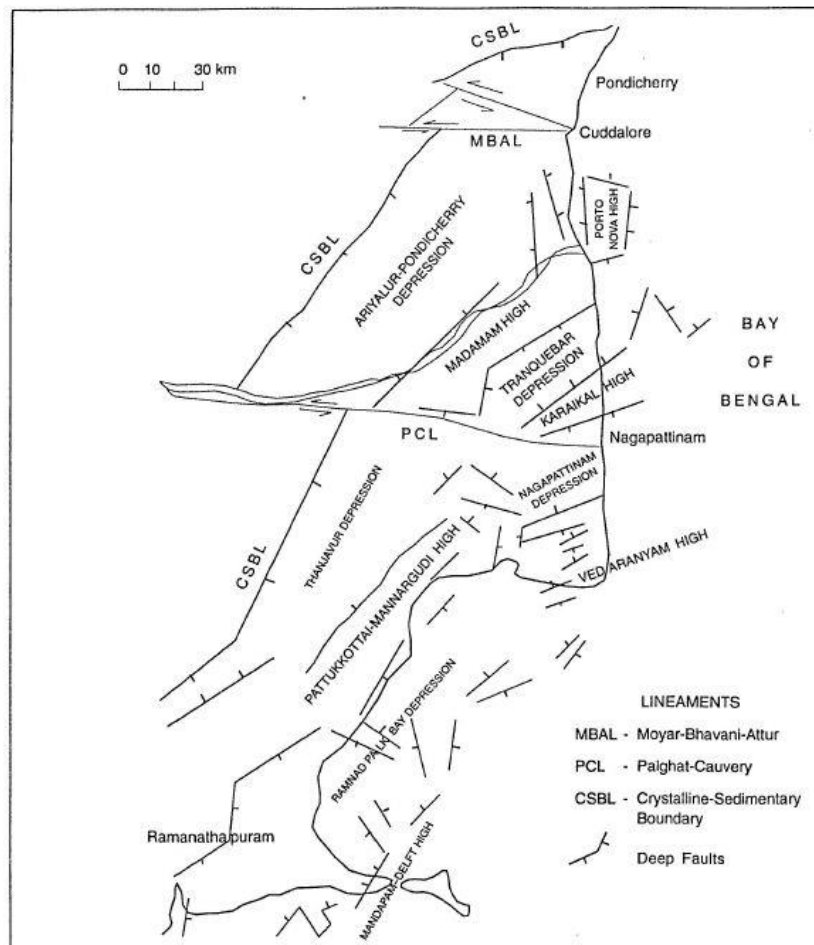 CSBL
0 10 30 km
Pondicherry
Cuddalore
MBAL
PORTO
NOVA HIGH
CSBL
ARIYALUR-PONDICHERRY
DEPRESSION
MADAMAM HIGH
BAY
OF
BENGAL
TRANQUEBAR
DEPRESSION
KARAIKAL HIGH
PCL
Nagapattinam
NAGAPATTINAM
DEPRESSION
THANJAVUR DEPRESSION
CSBL
VEDARANYAM HIGH
PATTUKKOTTAI-MANNARGUDI HIGH
RAMNAD PALK BAY DEPRESSION
Ramanathapuram
MANDAPAM-DELFT HIGH
LINEAMENTS
MBAL - Moyar-Bhavani-Attur
PCL - Palghat-Cauvery
CSBL - Crystalline-Sedimentary
Boundary
Deep Faults